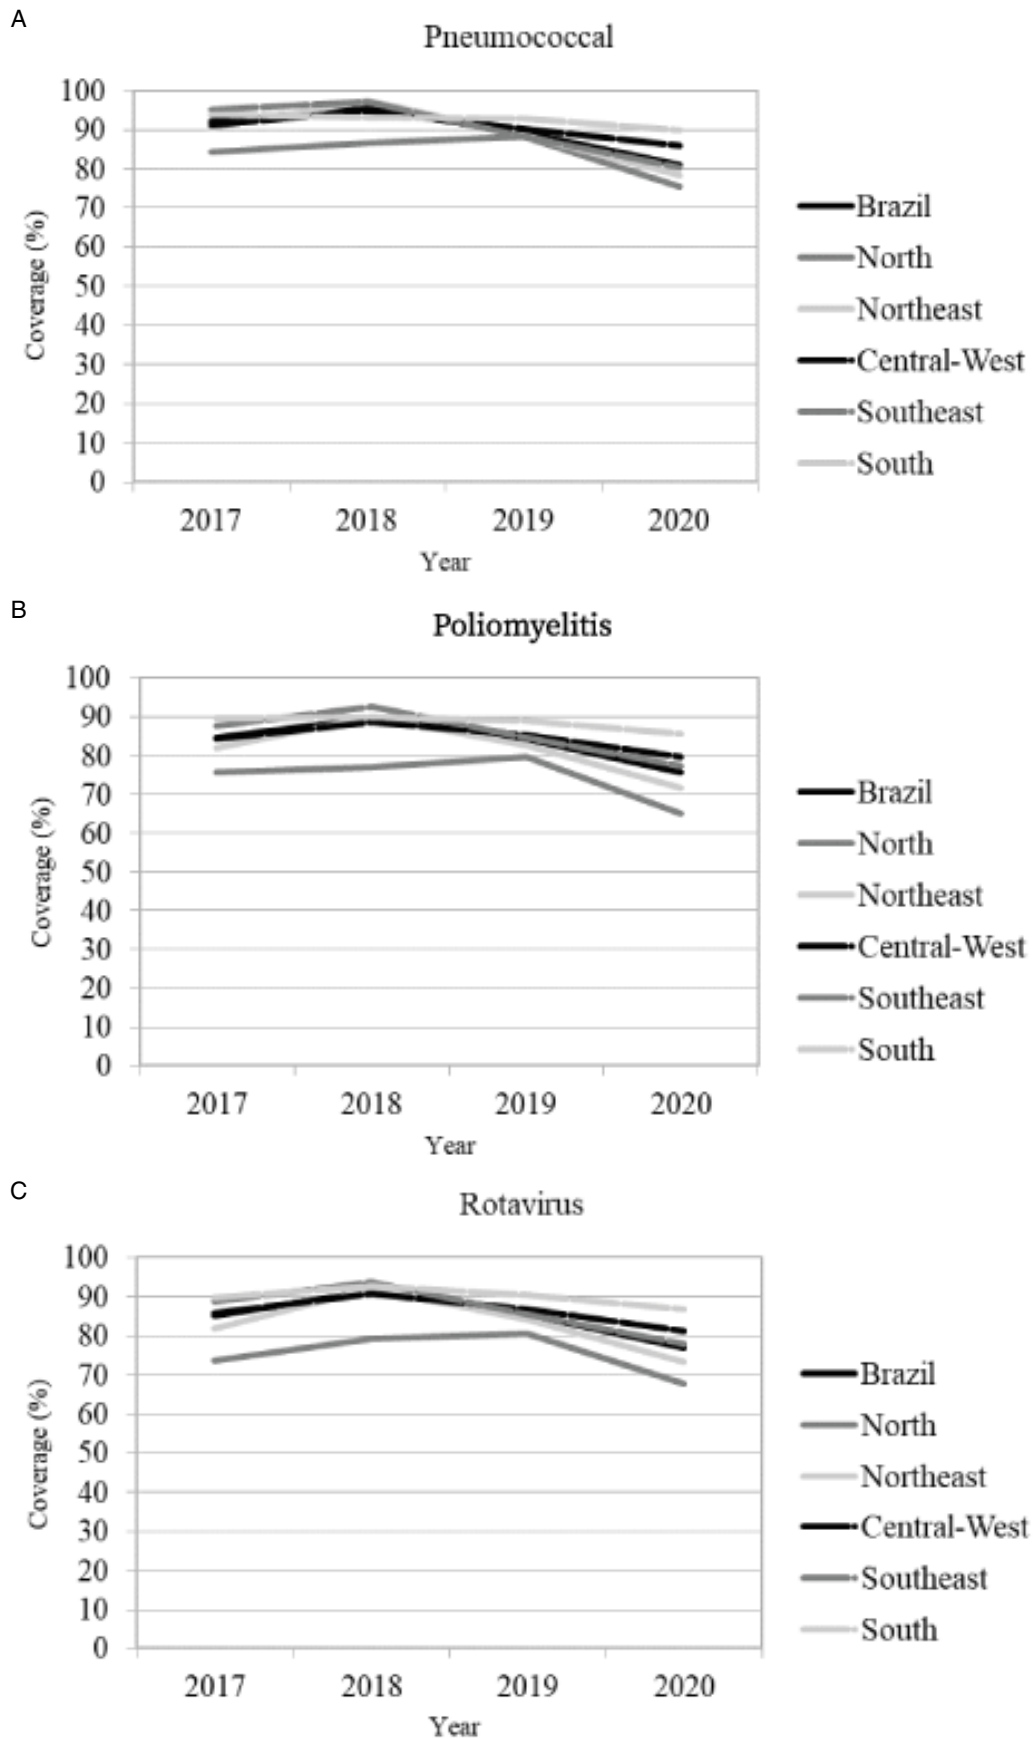 A
Pneumococcal
100
90
80
70
60
50
40
30
20
10
0
Coverage (%)
2017 2018 2019 2020
Year
Brazil
North
Northeast
Central-West
Southeast
South
B
Poliomyelitis
100
90
80
70
60
50
40
30
20
10
0
Coverage (%)
2017 2018 2019 2020
Year
Brazil
North
Northeast
Central-West
Southeast
South
C
Rotavirus
100
90
80
70
60
50
40
30
20
10
0
Coverage (%)
2017 2018 2019 2020
Year
Brazil
North
Northeast
Central-West
Southeast
South